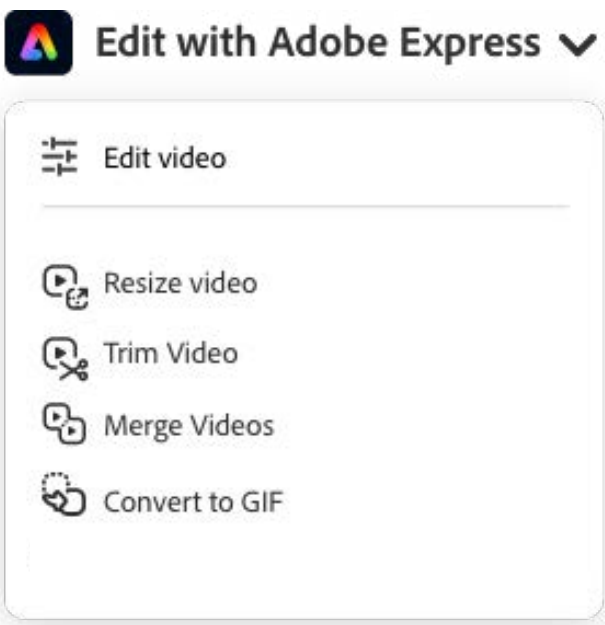 Edit with Adobe Express
Edit video
Resize video
Trim Video
Merge Videos
Convert to GIF